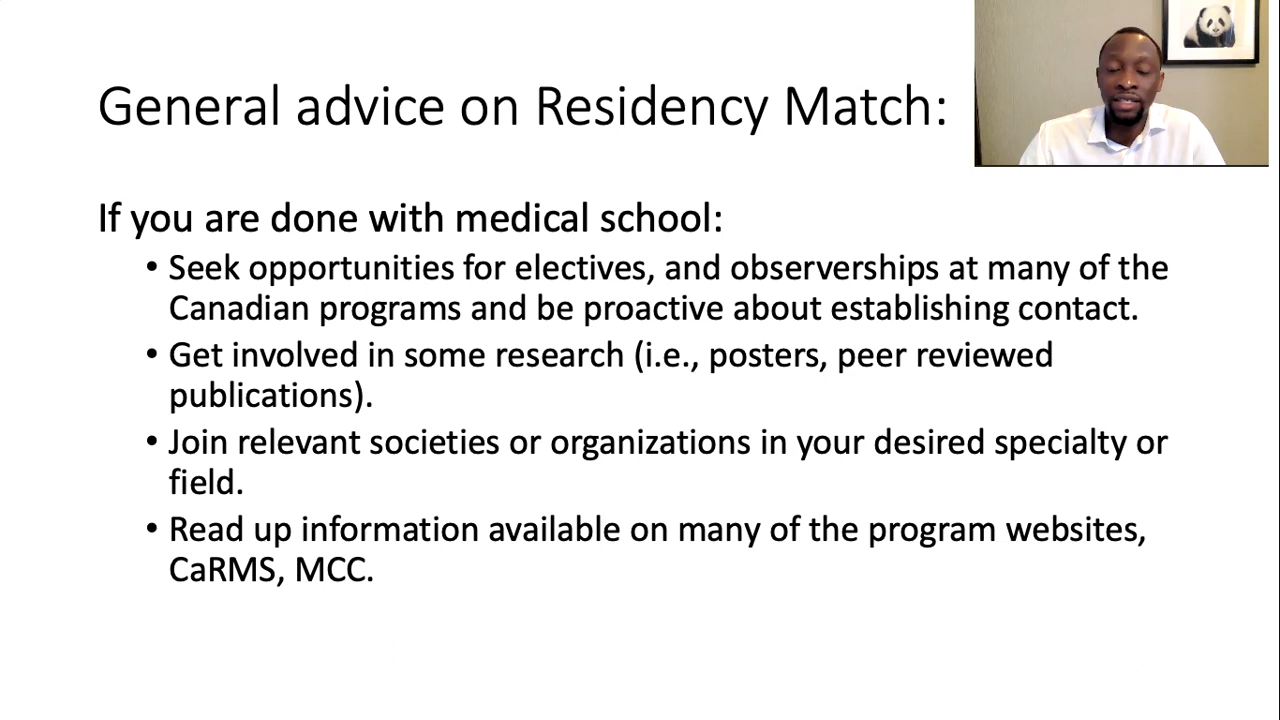 General advice on Residency Match:
If you are done with medical school:
• Seek opportunities for electives, and observerships at many of the
Canadian programs and be proactive about establishing contact.
• Get involved in some research (i.e., posters, peer reviewed
publications).
• Join relevant societies or organizations in your desired specialty or
field.
• Read up information available on many of the program websites,
CaRMS, MCC.